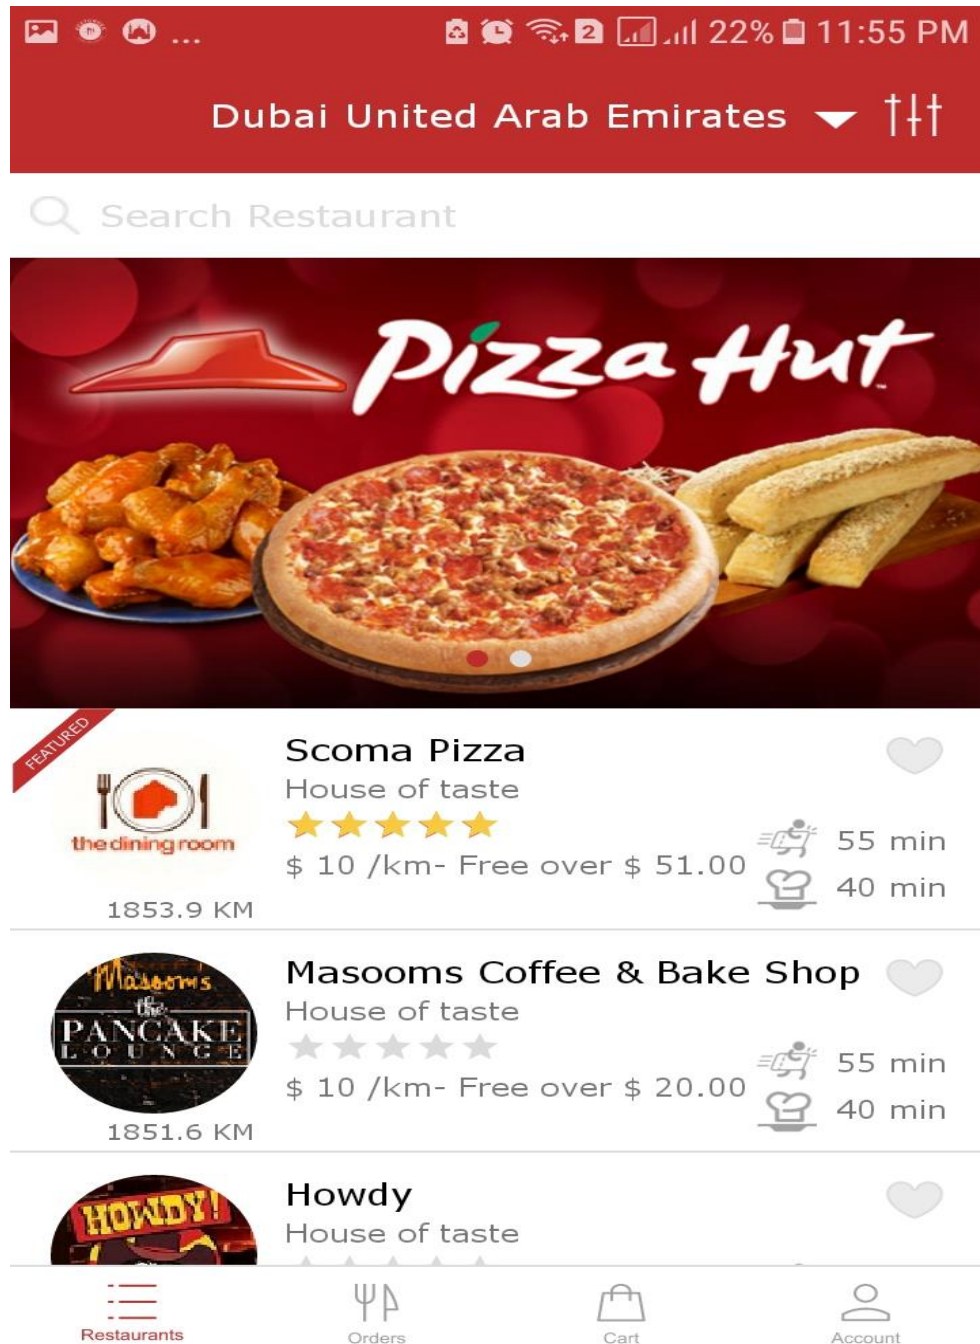 ... 2 22% 11:55 PM
Dubai United Arab Emirates
Search Restaurant
Pizza Hut
FEATURED
Scoma Pizza
House of taste
the dining room
$ 10 /km- Free over $ 51.00
55 min
40 min
1853.9 KM
Masooms Coffee & Bake Shop
House of taste
Masooms
the
PANCAKE
LOUNGE
$ 10 /km- Free over $ 20.00
55 min
40 min
1851.6 KM
Howdy
House of taste
HOWDY!
Restaurants
Orders
Cart
Account